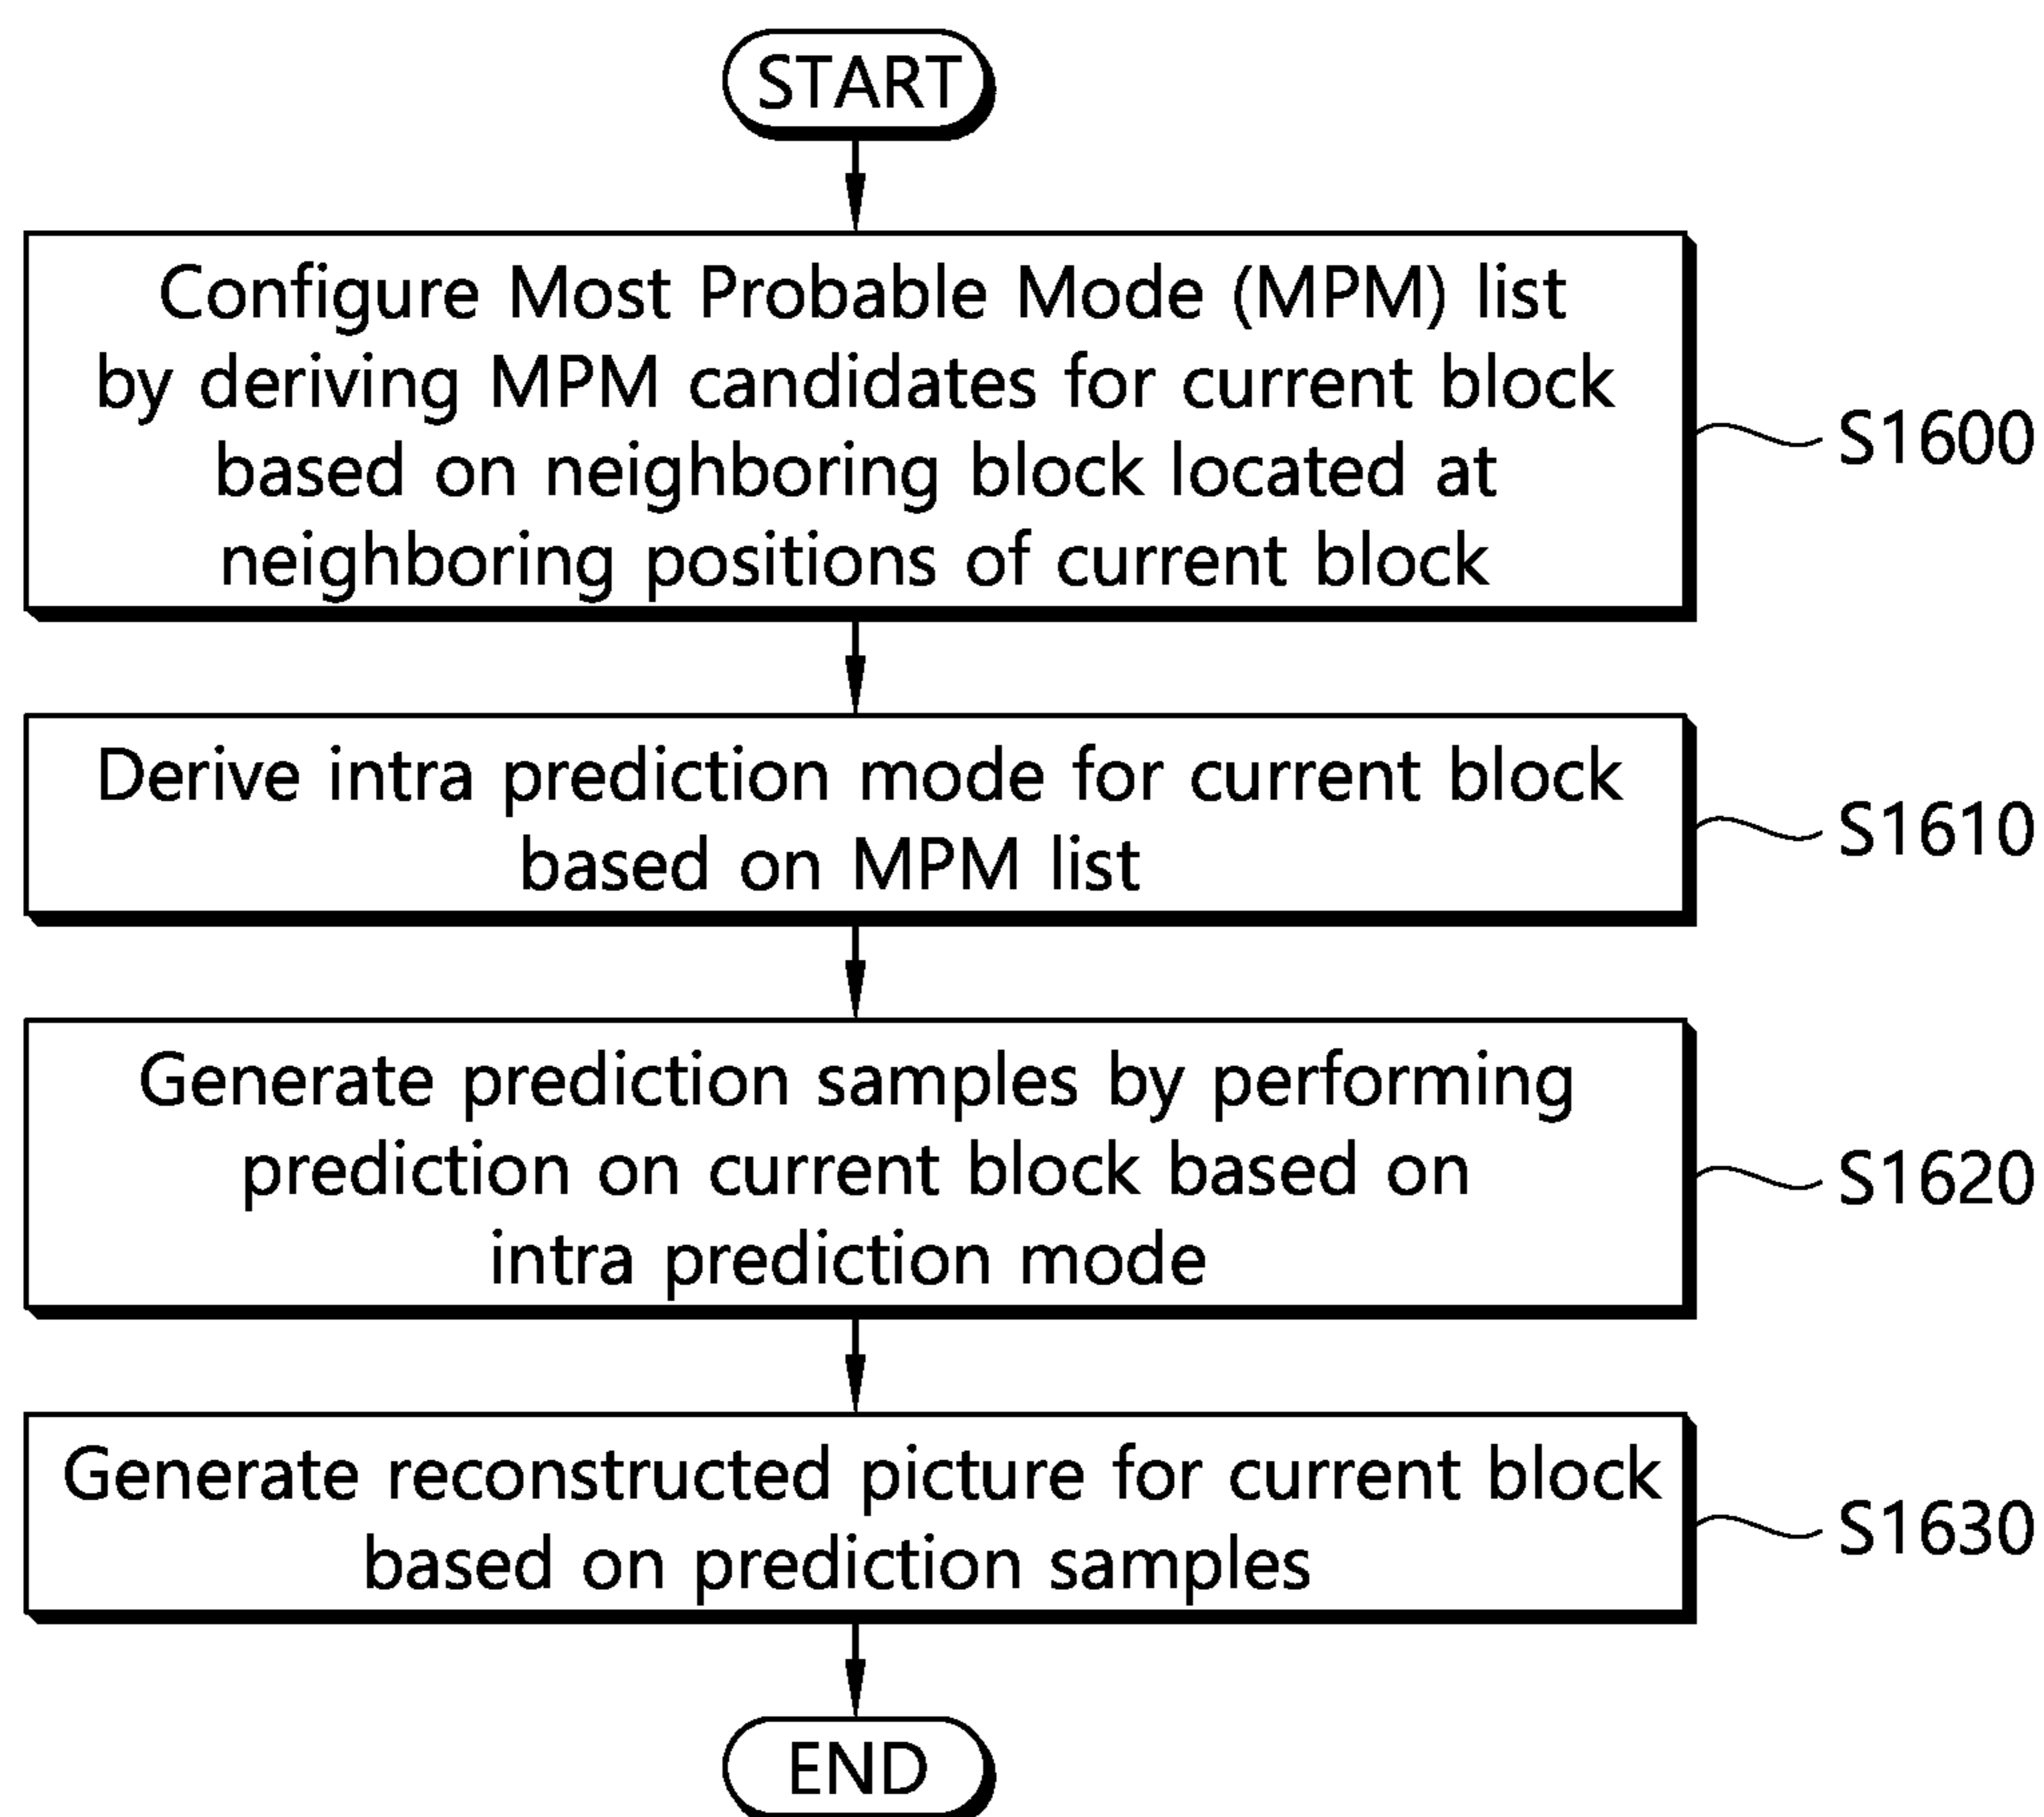 START
Configure Most Probable Mode (MPM) list
by deriving MPM candidates for current block
based on neighboring block located at
neighboring positions of current block
S1600
Derive intra prediction mode for current block
based on MPM list
S1610
Generate prediction samples by performing
prediction on current block based on
intra prediction mode
S1620
Generate reconstructed picture for current block
based on prediction samples
S1630
END